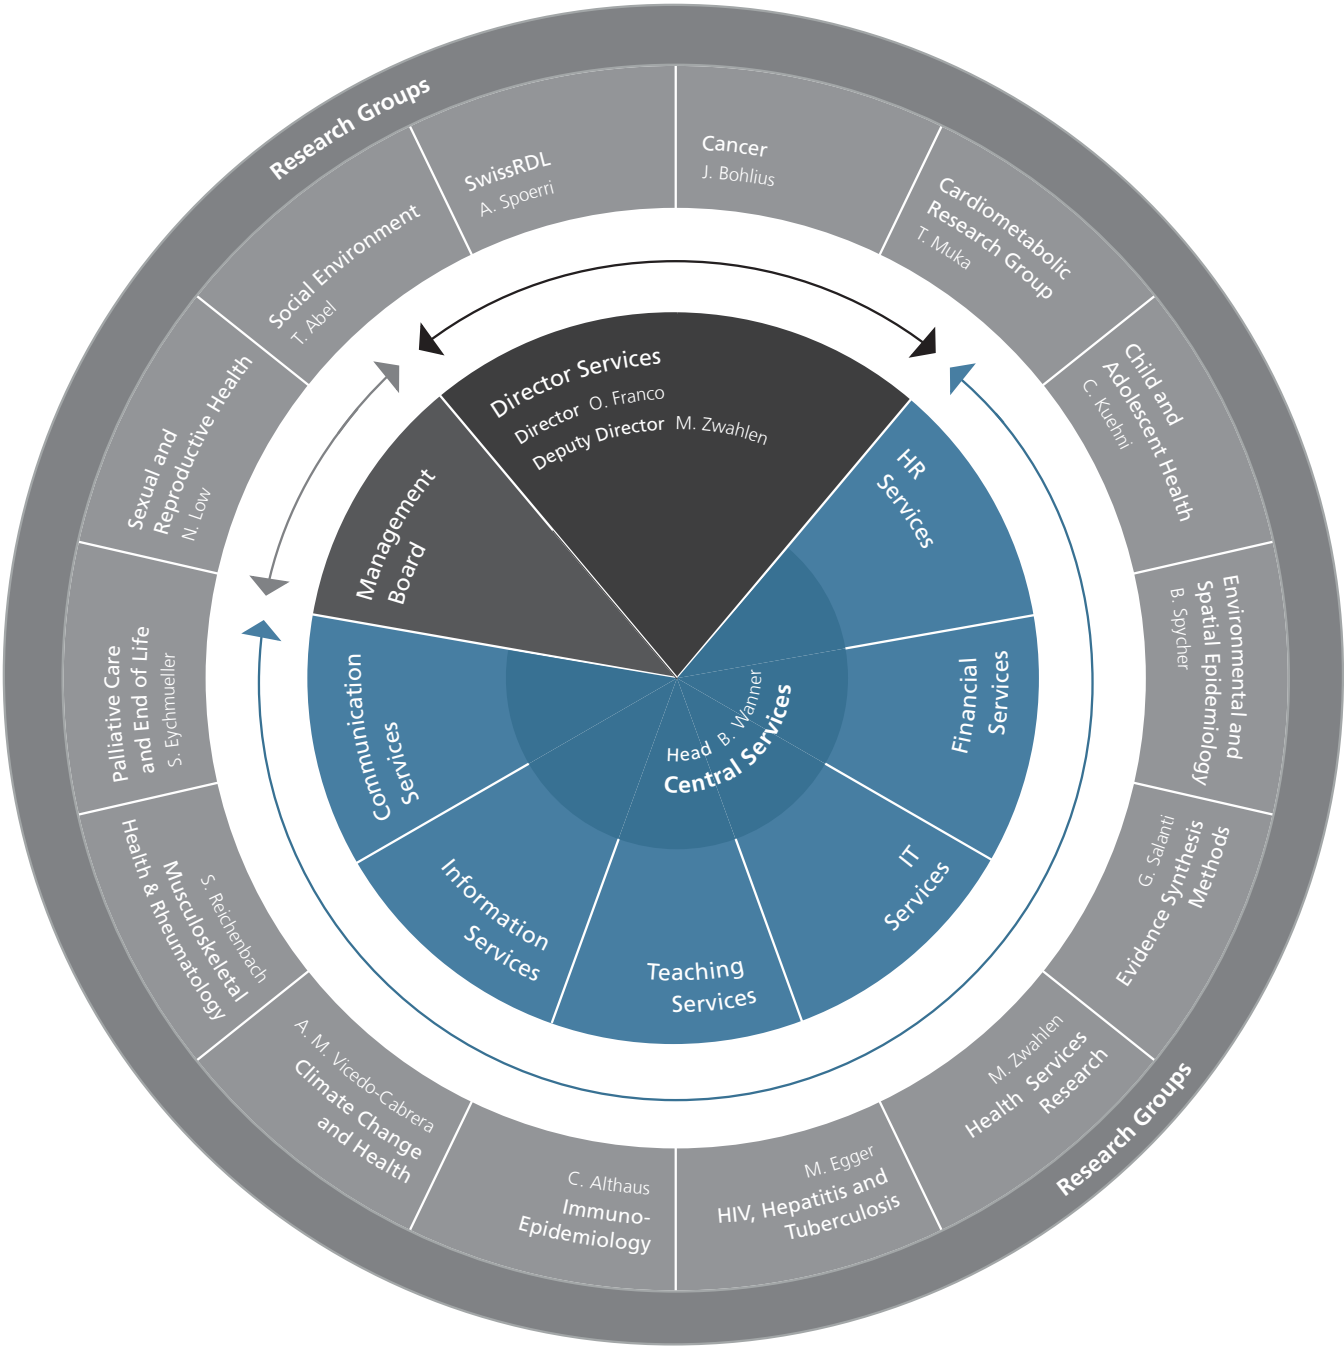 Research Groups
SwissRDL
A. Spoerri
Cancer
J. Bohlius
Cardiometabolic
Research Group
T. Muka
Child and
Adolescent Health
C. Kuehni
Environmental and
Spatial Epidemiology
B. Spycher
G. Salanti
Evidence Synthesis
Methods
M. Zwahlen
Health Services
Research
Research Groups
M. Egger
HIV, Hepatitis and
Tuberculosis
C. Althaus
Immuno-
Epidemiology
A. M. Vicedo-Cabrera
Climate Change
and Health
S. Reichenbach
Musculoskeletal
Health & Rheumatology
Palliative Care
and End of Life
S. Eychmueller
Sexual and
Reproductive Health
N. Low
Social Environment
T. Abel
Director Services
Director O. Franco
Deputy Director M. Zwahlen
HR
Services
Financial
Services
IT
Services
Teaching
Services
Information
Services
Communication
Services
Management
Board
Head B. Wanner
Central Services